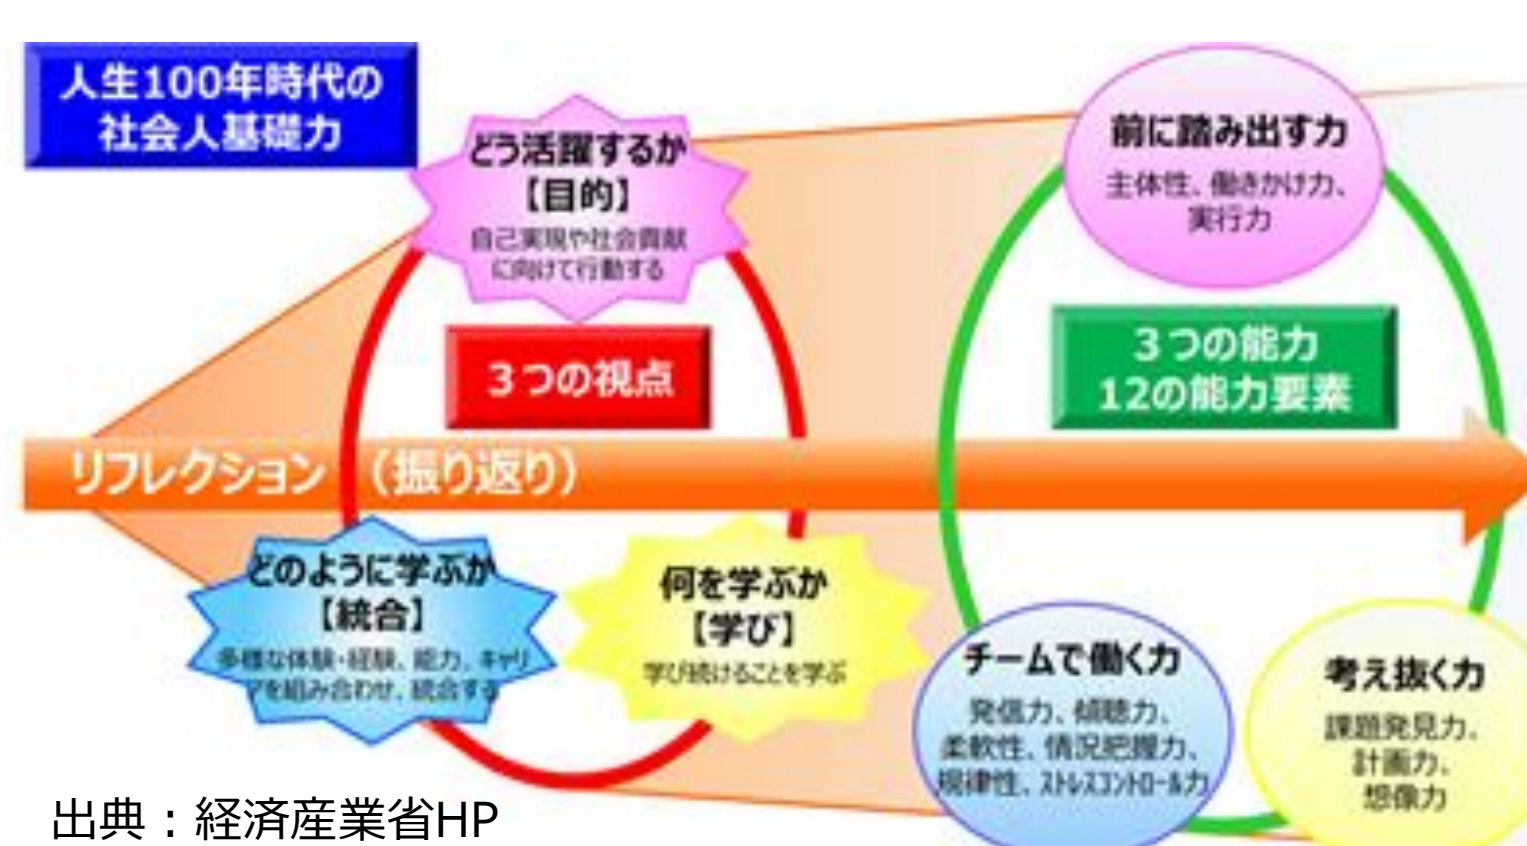 人生100年時代の
社会人基礎力
どう活躍するか
【目的】
自己実現や社会貢献
に向けて行動する
前に踏み出す力
主体性、働きかけ力、
実行力
3つの視点
3つの能力
12の能力要素
リフレクション（振り返り）
どのように学ぶか
【統合】
多様な体験・経験、能力、キャリ
アを組み合わせ、統合する
何を学ぶか
【学び】
学び続けることを学ぶ
チームで働く力
発信力、傾聴力、
柔軟性、情況把握力、
規律性、ストレスコントロール力
考え抜く力
課題発見力、
計画力、
想像力
出典：経済産業省HP